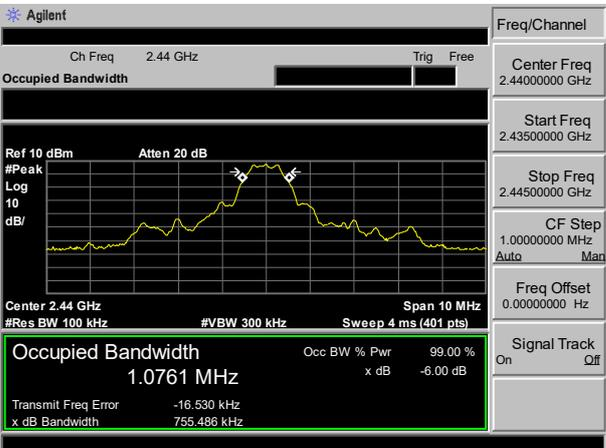 Agilent
Freq/Channel
Ch Freq 2.44 GHz Trig Free
Occupied Bandwidth
Center Freq
2.44000000 GHz
Start Freq
2.43500000 GHz
Stop Freq
2.44500000 GHz
CF Step
1.00000000 MHz
Auto Man
Freq Offset
0.00000000 Hz
Signal Track
On Off
Ref 10 dBm Atten 20 dB
#Peak
Log
10
dB/
Center 2.44 GHz Span 10 MHz
#Res BW 100 kHz #VBW 300 kHz Sweep 4 ms (401 pts)
Occupied Bandwidth Occ BW % Pwr 99.00 %
1.0761 MHz x dB -6.00 dB
Transmit Freq Error -16.530 kHz
x dB Bandwidth 755.486 kHz